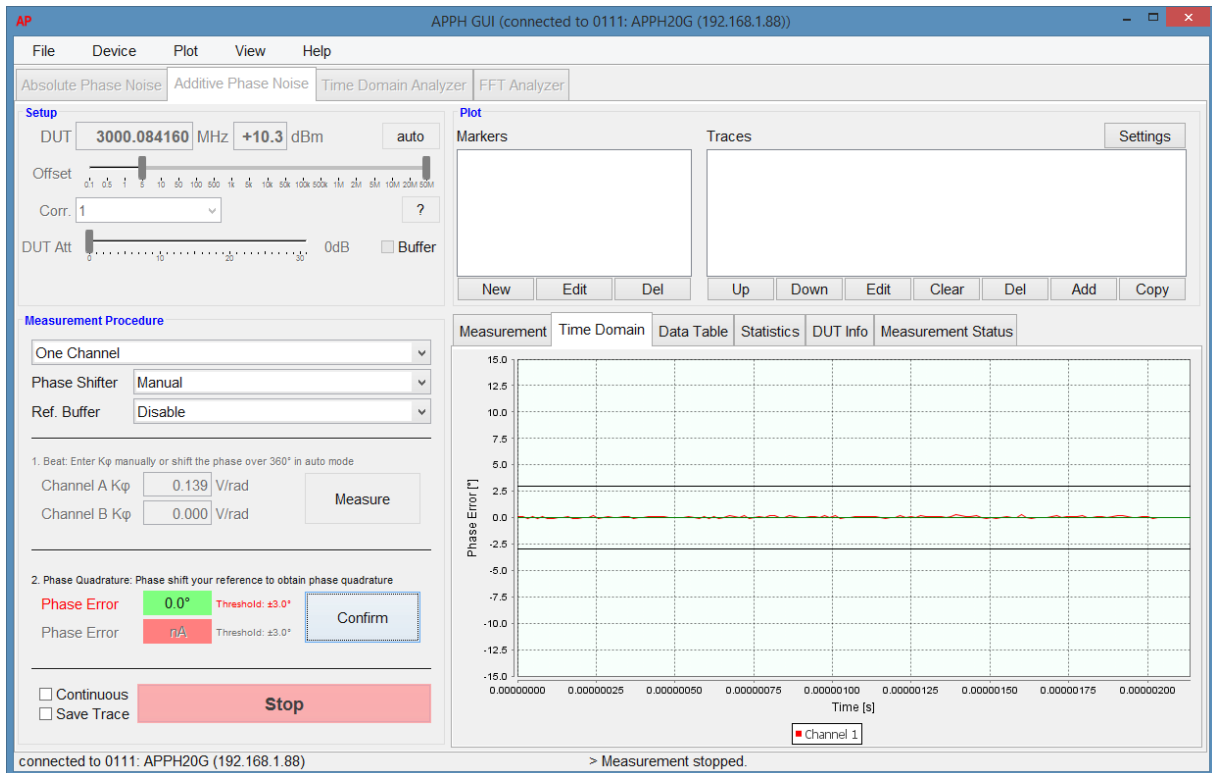 AP APPH GUI (connected to 0111: APPH20G (192.168.1.88))
File Device Plot View Help
Absolute Phase Noise Additive Phase Noise Time Domain Analyzer FFT Analyzer
Setup
DUT 3000.084160 MHz +10.3 dBm auto
Offset
0.1 0.5 1 5 10 50 100 500 1k 5k 10k 50k 100k 500k 1M 2M 5M 10M 20M 50M
Corr. 1 ?
DUT Att 0dB Buffer
0 10 20 30
Plot
Markers Traces Settings
New Edit Del Up Down Edit Clear Del Add Copy
Measurement Procedure
One Channel
Phase Shifter Manual
Ref. Buffer Disable
1. Beat: Enter Kφ manually or shift the phase over 360° in auto mode
Channel A Kφ 0.139 V/rad
Channel B Kφ 0.000 V/rad
Measure
2. Phase Quadrature: Phase shift your reference to obtain phase quadrature
Phase Error 0.0° Threshold: ±3.0°
Phase Error nA Threshold: ±3.0°
Confirm
Continuous
Save Trace
Stop
Measurement Time Domain Data Table Statistics DUT Info Measurement Status
15.0
12.5
10.0
7.5
5.0
2.5
0.0
-2.5
-5.0
-7.5
-10.0
-12.5
-15.0
Phase Error [°]
0.00000000 0.00000025 0.00000050 0.00000075 0.00000100 0.00000125 0.00000150 0.00000175 0.00000200
Time [s]
Channel 1
connected to 0111: APPH20G (192.168.1.88) > Measurement stopped.